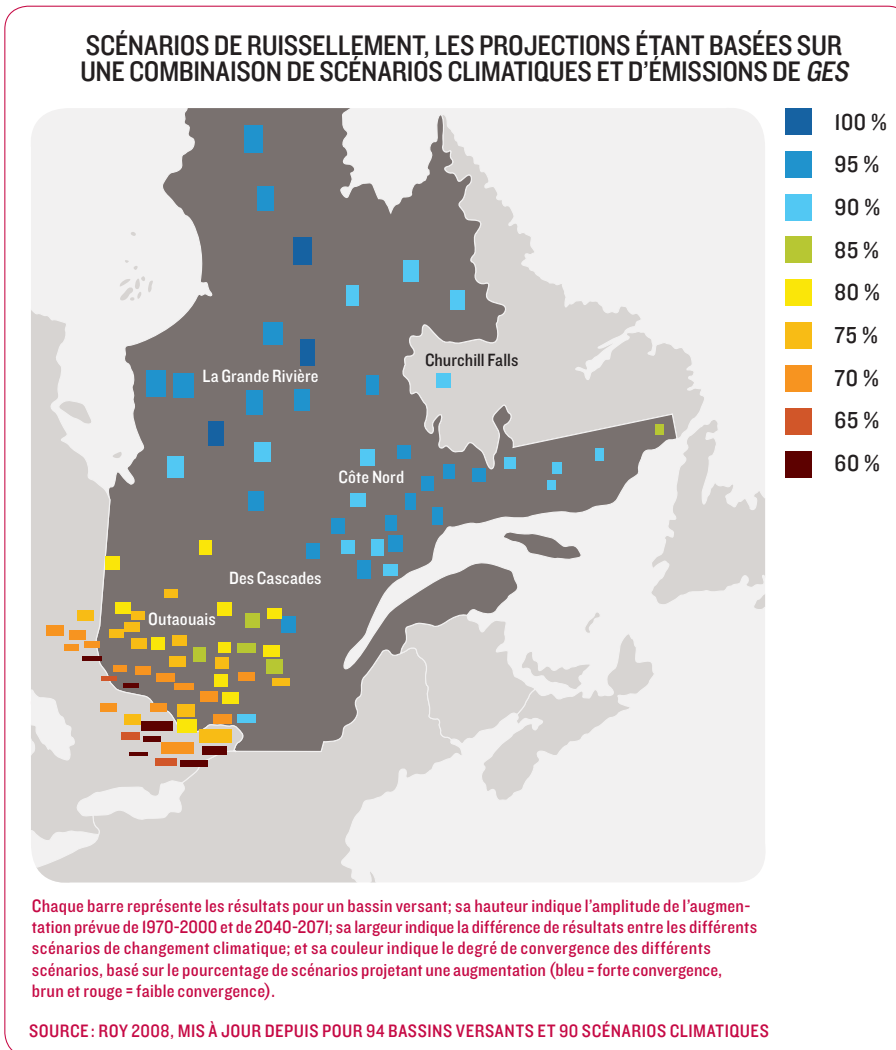 SCÉNARIOS DE RUISSELLEMENT, LES PROJECTIONS ÉTANT BASÉES SUR
UNE COMBINAISON DE SCÉNARIOS CLIMATIQUES ET D'ÉMISSIONS DE GES
100 %
95 %
90 %
85 %
80 %
75 %
70 %
65 %
60 %
Churchill Falls
La Grande Rivière
Côte Nord
Des Cascades
Outaouais
Chaque barre représente les résultats pour un bassin versant; sa hauteur indique l'amplitude de l'augmen-
tation prévue de 1970-2000 et de 2040-2071; sa largeur indique la différence de résultats entre les différents
scénarios de changement climatique; et sa couleur indique le degré de convergence des différents
scénarios, basé sur le pourcentage de scénarios projetant une augmentation (bleu = forte convergence,
brun et rouge = faible convergence).
SOURCE : ROY 2008, MIS À JOUR DEPUIS POUR 94 BASSINS VERSANTS ET 90 SCÉNARIOS CLIMATIQUES